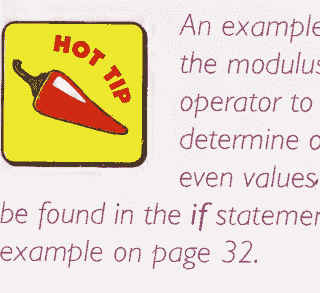 HOT TIP
An example
the modulus
operator to
determine o
even values
be found in the if statemen
example on page 32.